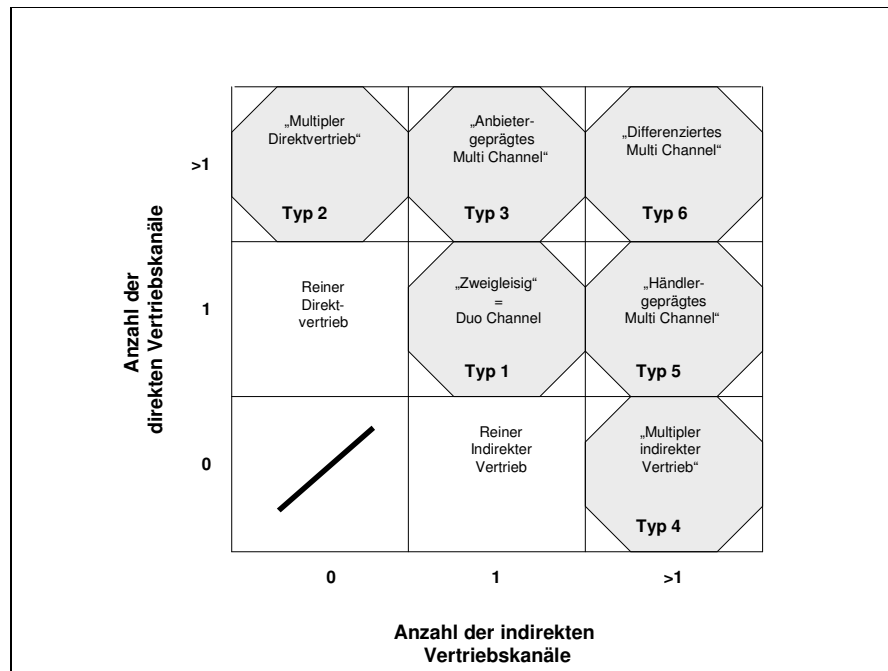 „Multipler
Direktvertrieb“
Typ 2
„Anbieter-
geprägtes
Multi Channel“
Typ 3
„Differenziertes
Multi Channel“
Typ 6
>1
Reiner
Direkt-
vertrieb
„Zweigleisig“
=
Duo Channel
Typ 1
„Händler-
geprägtes
Multi Channel“
Typ 5
1
Anzahl der
direkten Vertriebskanäle
Reiner
Indirekter
Vertrieb
„Multipler
indirekter
Vertrieb“
Typ 4
0
0
1
>1
Anzahl der indirekten
Vertriebskanäle